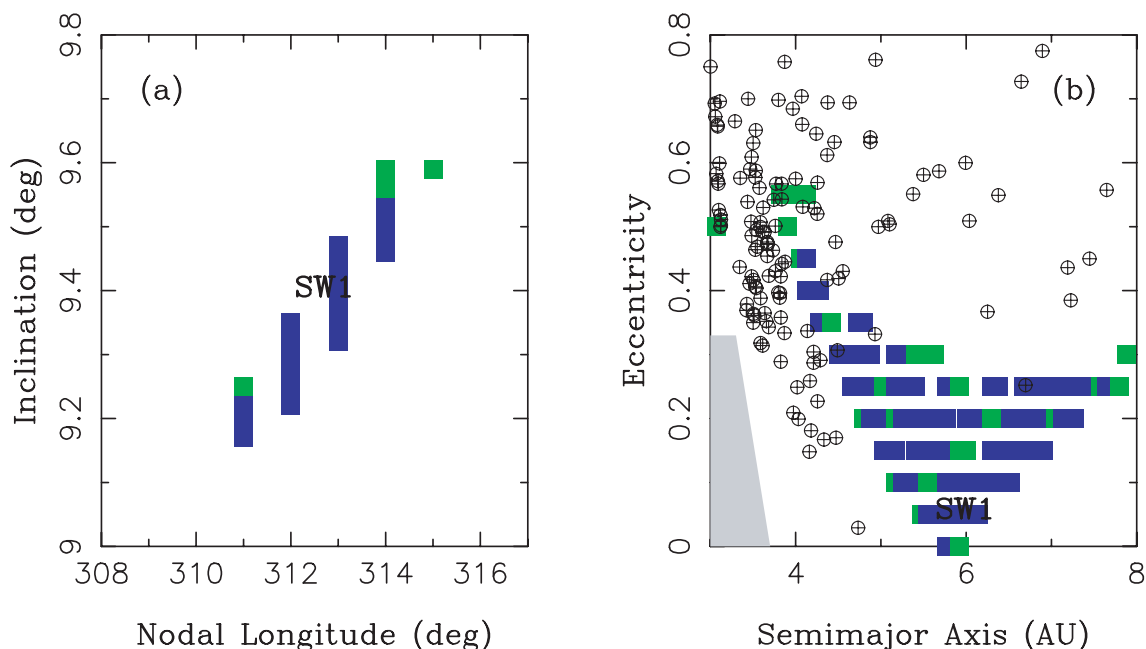 (a)
SW1
Inclination (deg)
9
9.2
9.4
9.6
9.8
308
310
312
314
316
Nodal Longitude (deg)
(b)
SW1
Eccentricity
0
0.2
0.4
0.6
0.8
4
6
8
Semimajor Axis (AU)